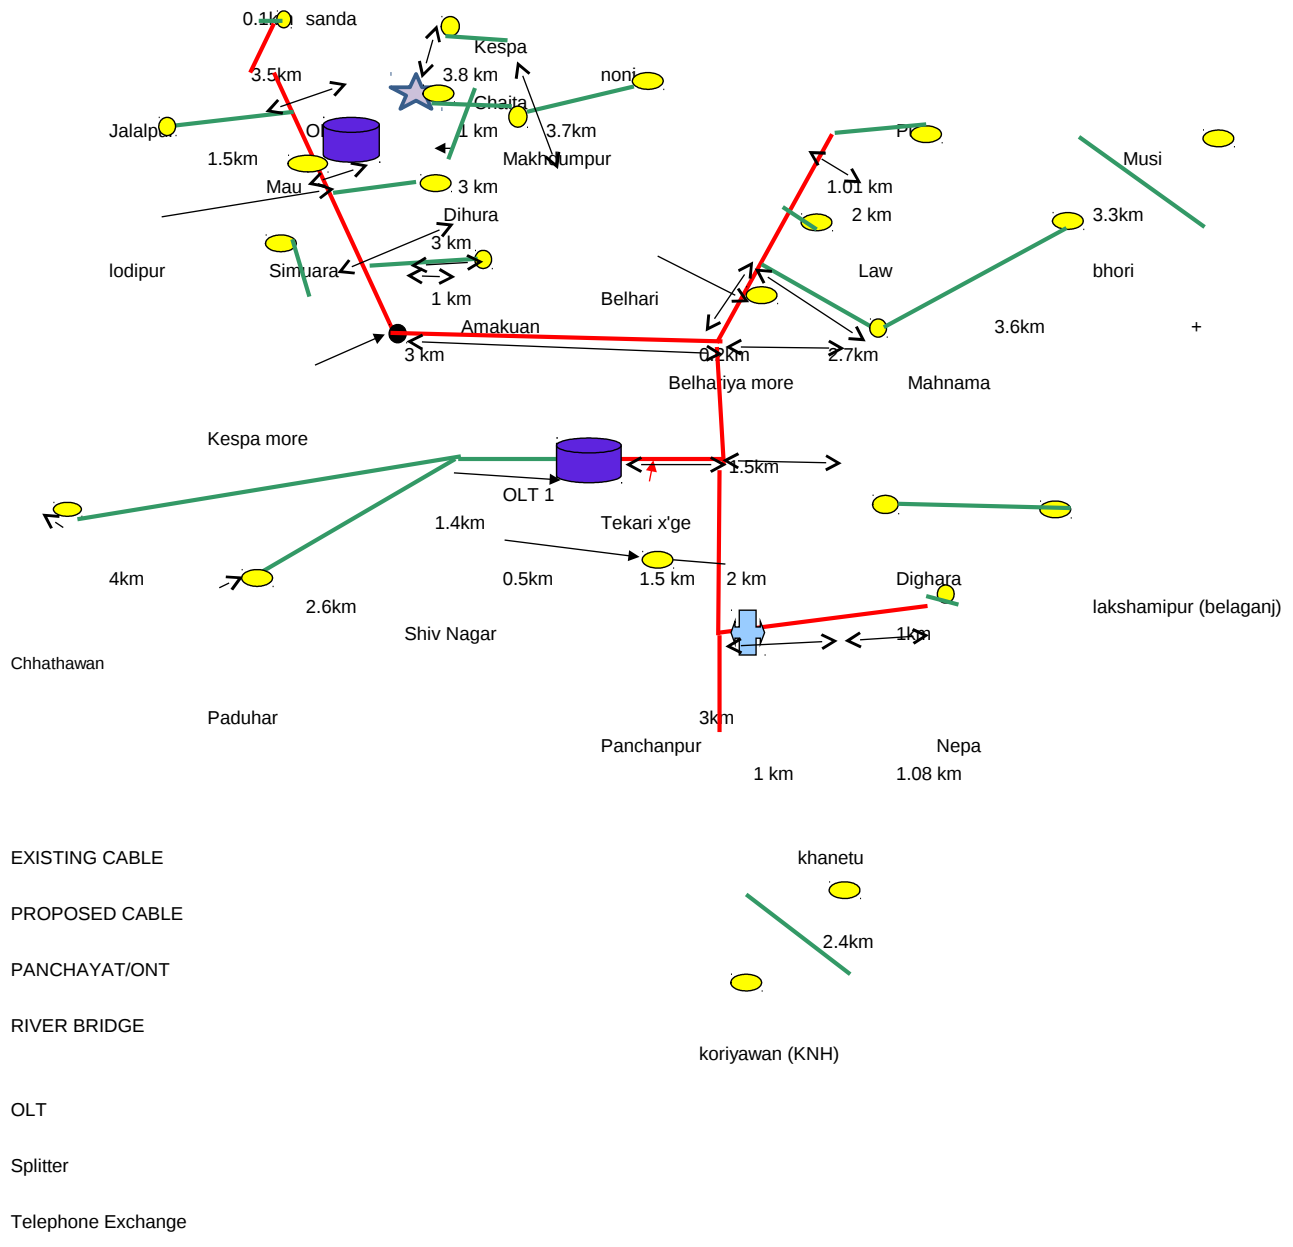 0.1km sanda
Kespa
3.5km 3.8 km noni
Chaita
Jalalpur 1 km 3.7km
1.5km Makhdumpur Musi
Mau 3 km 1.01 km
Dihura 2 km 3.3km
3 km
lodipur Simuara Law bhori
1 km Belhari
Amakuan 3.6km +
3 km 0.2km 2.7km
Belhariya more Mahnama
Kespa more
1.5km
OLT 1
1.4km Tekari x'ge
4km 0.5km 1.5 km 2 km Dighara
2.6km lakshamipur (belaganj)
Shiv Nagar 1km
Chhathawan
Paduhar 3km
Panchanpur Nepa
1 km 1.08 km
EXISTING CABLE khanetu
PROPOSED CABLE
2.4km
PANCHAYAT/ONT
RIVER BRIDGE
koriyawan (KNH)
OLT
Splitter
Telephone Exchange